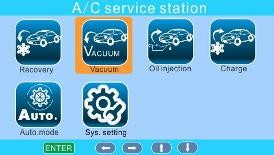 A/C service station
VACUUM
Recovery Vacuum Oil injection Charge
AUTO.
Auto.mode Sys. setting
ENTER